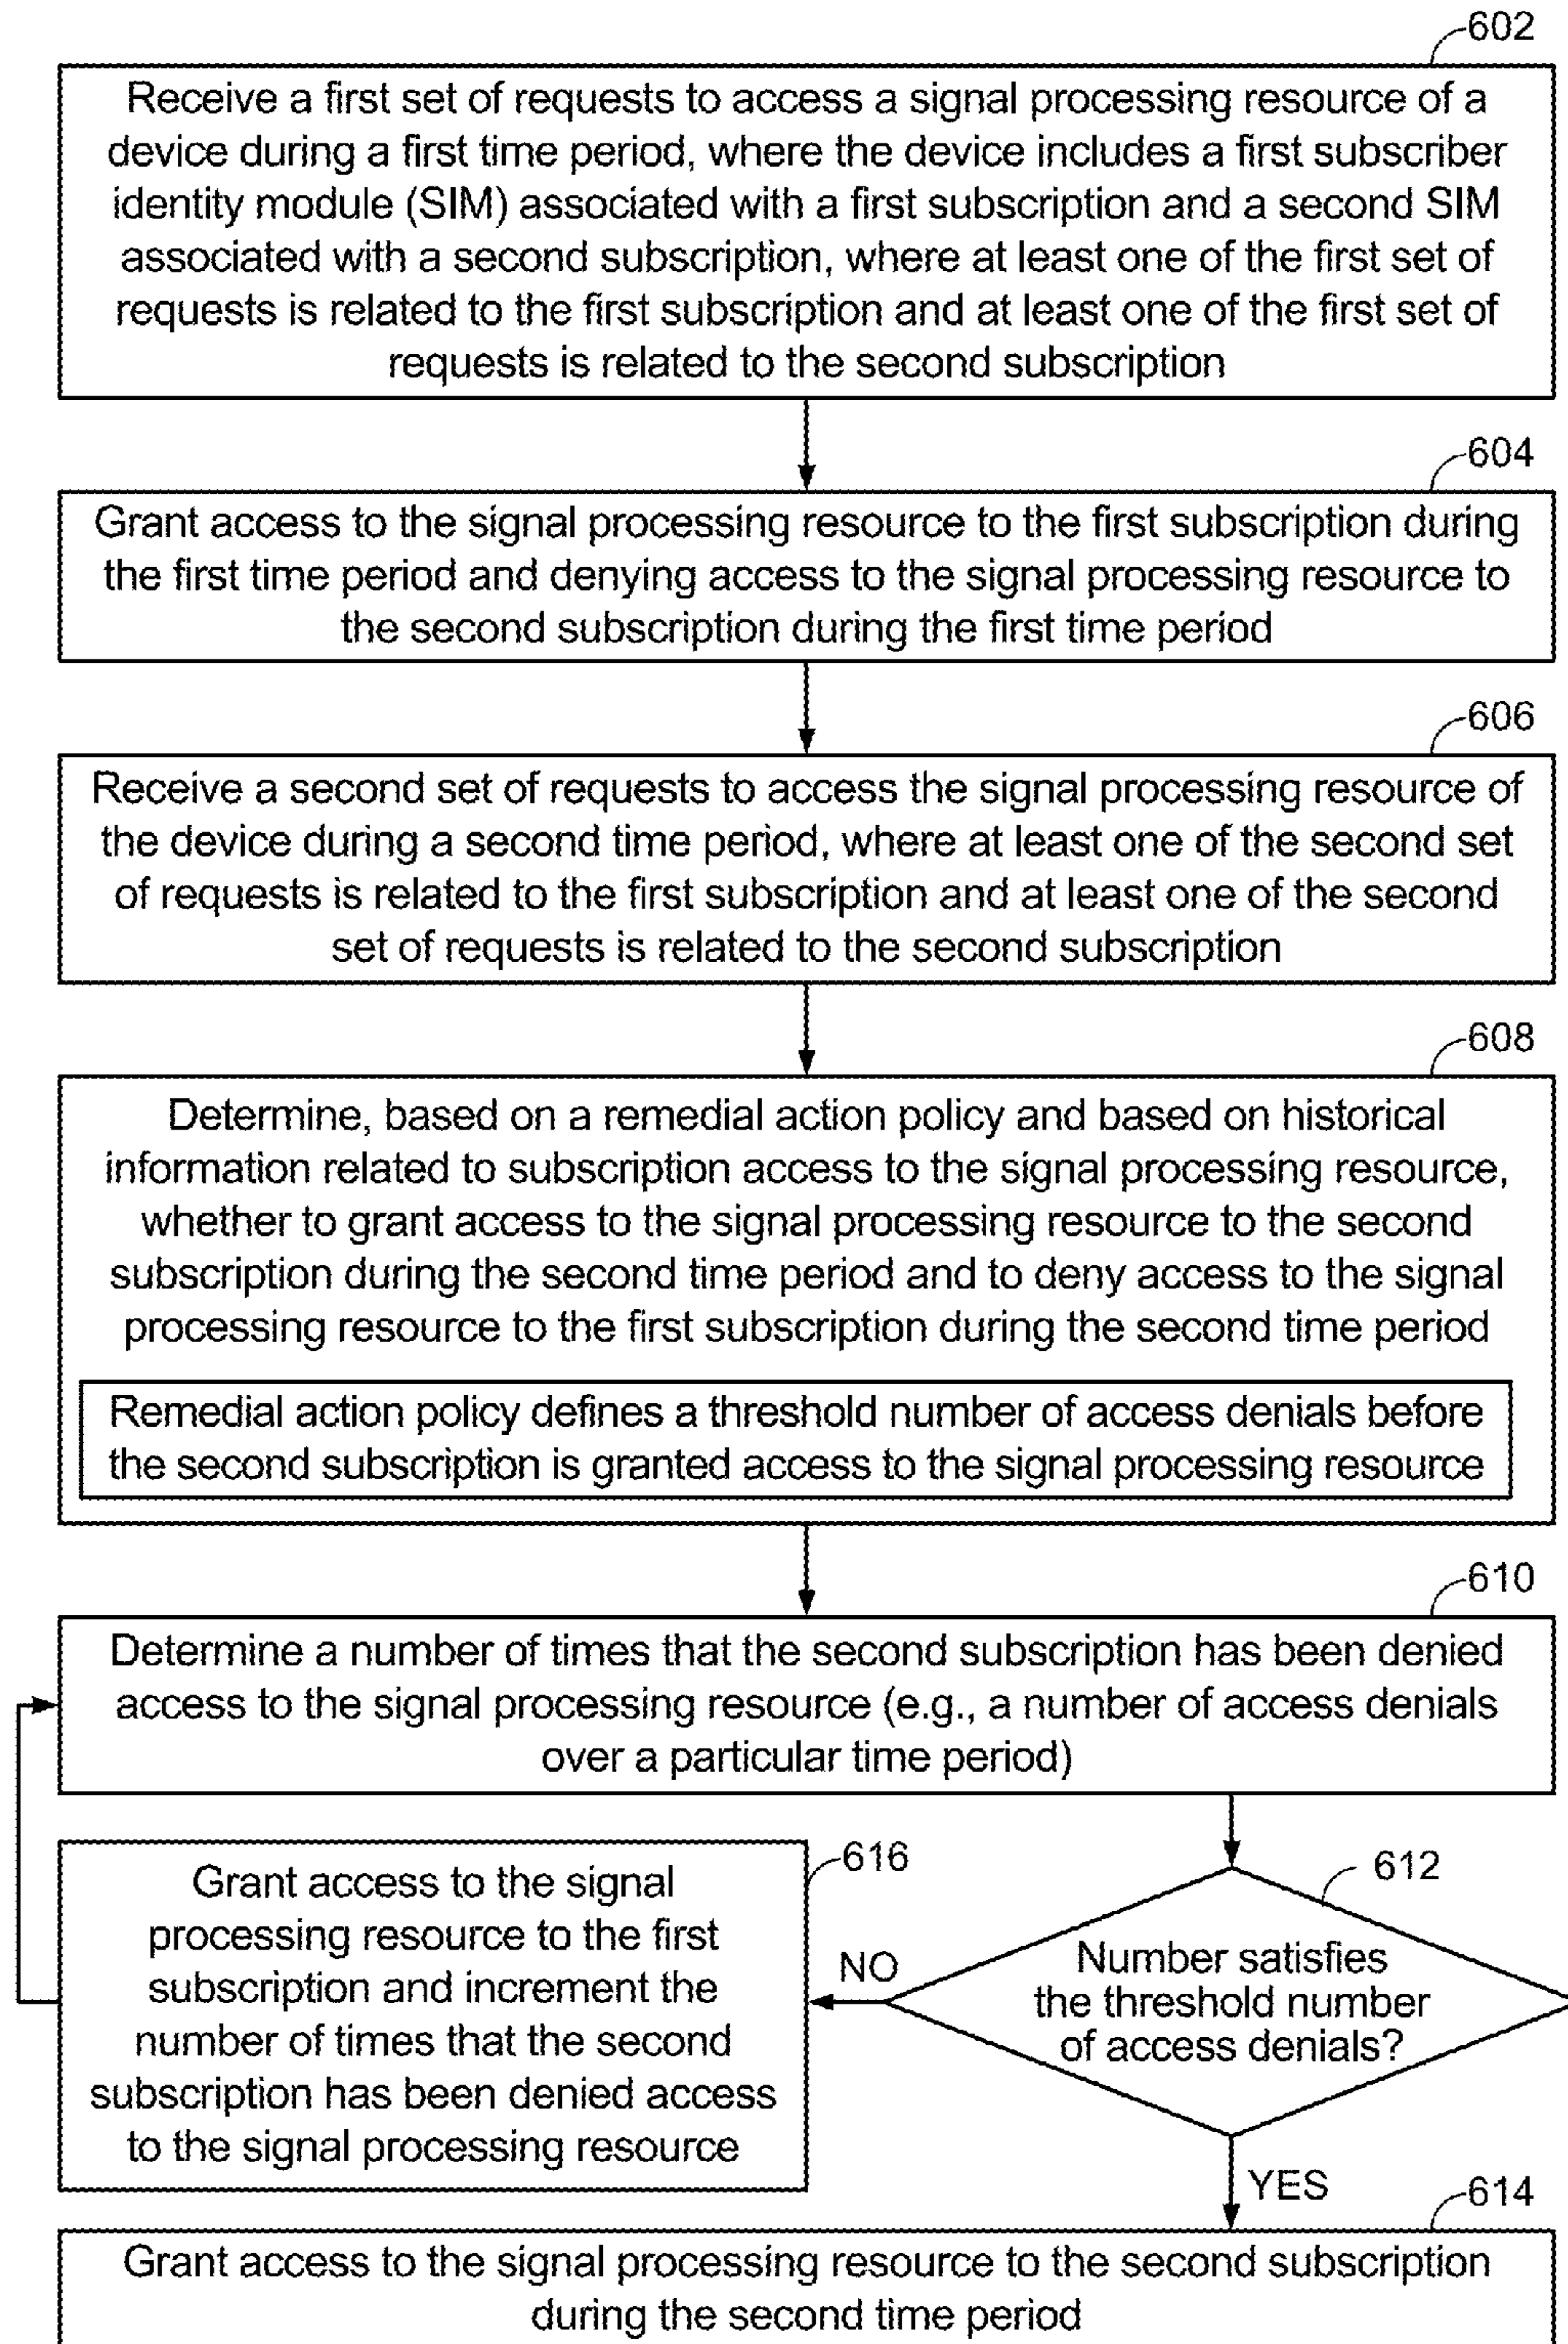 602
Receive a first set of requests to access a signal processing resource of a
device during a first time period, where the device includes a first subscriber
identity module (SIM) associated with a first subscription and a second SIM
associated with a second subscription, where at least one of the first set of
requests is related to the first subscription and at least one of the first set of
requests is related to the second subscription
604
Grant access to the signal processing resource to the first subscription during
the first time period and denying access to the signal processing resource to
the second subscription during the first time period
606
Receive a second set of requests to access the signal processing resource of
the device during a second time period, where at least one of the second set
of requests is related to the first subscription and at least one of the second
set of requests is related to the second subscription
608
Determine, based on a remedial action policy and based on historical
information related to subscription access to the signal processing resource,
whether to grant access to the signal processing resource to the second
subscription during the second time period and to deny access to the signal
processing resource to the first subscription during the second time period
Remedial action policy defines a threshold number of access denials before
the second subscription is granted access to the signal processing resource
610
Determine a number of times that the second subscription has been denied
access to the signal processing resource (e.g., a number of access denials
over a particular time period)
616
Grant access to the signal
processing resource to the first
subscription and increment the
number of times that the second
subscription has been denied access
to the signal processing resource
NO
612
Number satisfies
the threshold number
of access denials?
YES
614
Grant access to the signal processing resource to the second subscription
during the second time period